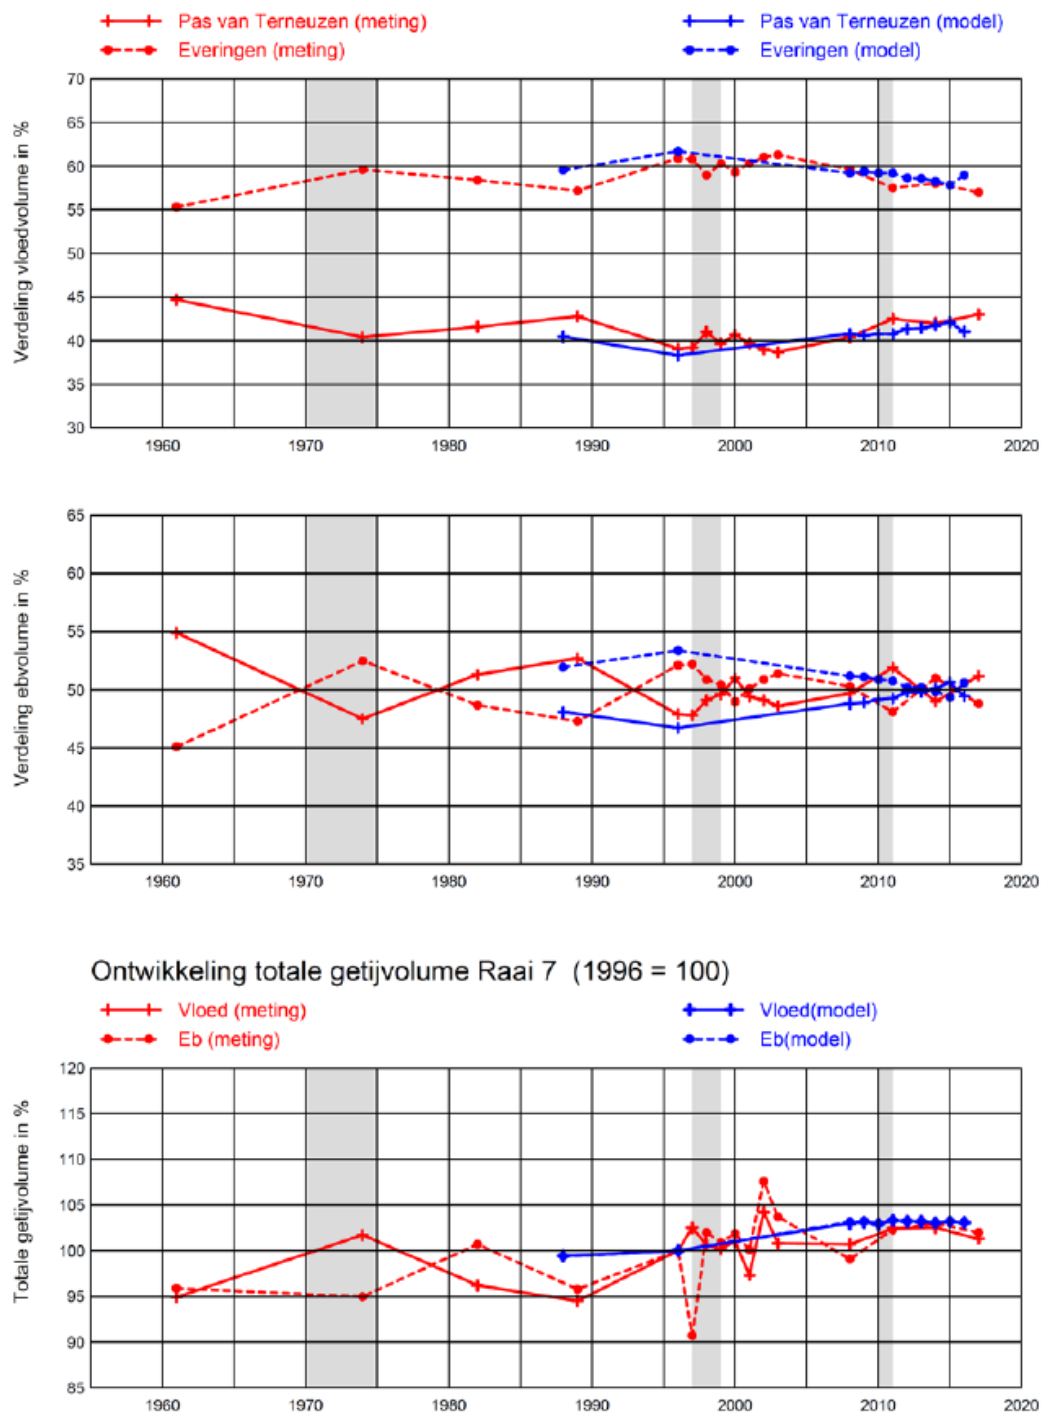 Pas van Terneuzen (meting)
Everingen (meting)
Pas van Terneuzen (model)
Everingen (model)
Verdeling vloedvolume in %
70
65
60
55
50
45
40
35
30
1960 1970 1980 1990 2000 2010 2020
Verdeling ebvolume in %
65
60
55
50
45
40
35
1960 1970 1980 1990 2000 2010 2020
Ontwikkeling totale getijvolume Raai 7 (1996 = 100)
Vloed (meting)
Eb (meting)
Vloed(model)
Eb(model)
Totale getijvolume in %
120
115
110
105
100
95
90
85
1960 1970 1980 1990 2000 2010 2020